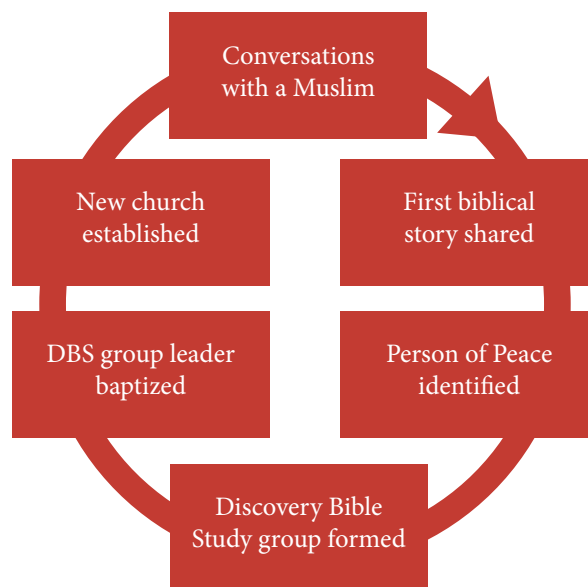 Conversations
with a Muslim
First biblical
story shared
Person of Peace
identified
Discovery Bible
Study group formed
DBS group leader
baptized
New church
established